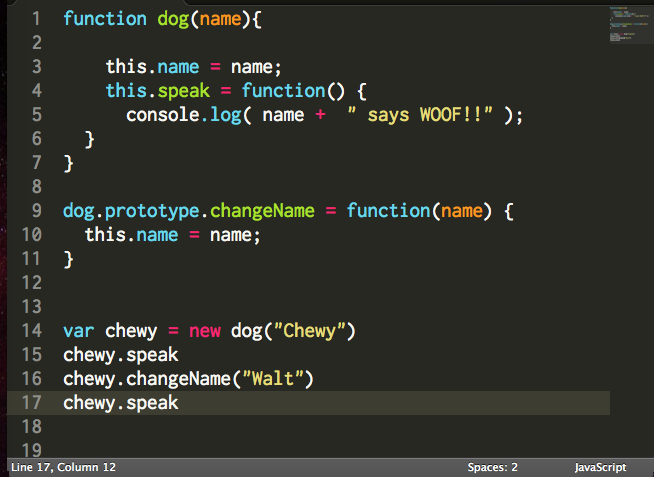 1 function dog(name){
2
3     this.name = name;
4     this.speak = function() {
5       console.log( name +  " says WOOF!!" );
6   }
7 }
8
9 dog.prototype.changeName = function(name) {
10   this.name = name;
11 }
12
13
14 var chewy = new dog("Chewy")
15 chewy.speak
16 chewy.changeName("Walt")
17 chewy.speak
18
19
Line 17, Column 12 Spaces: 2 JavaScript